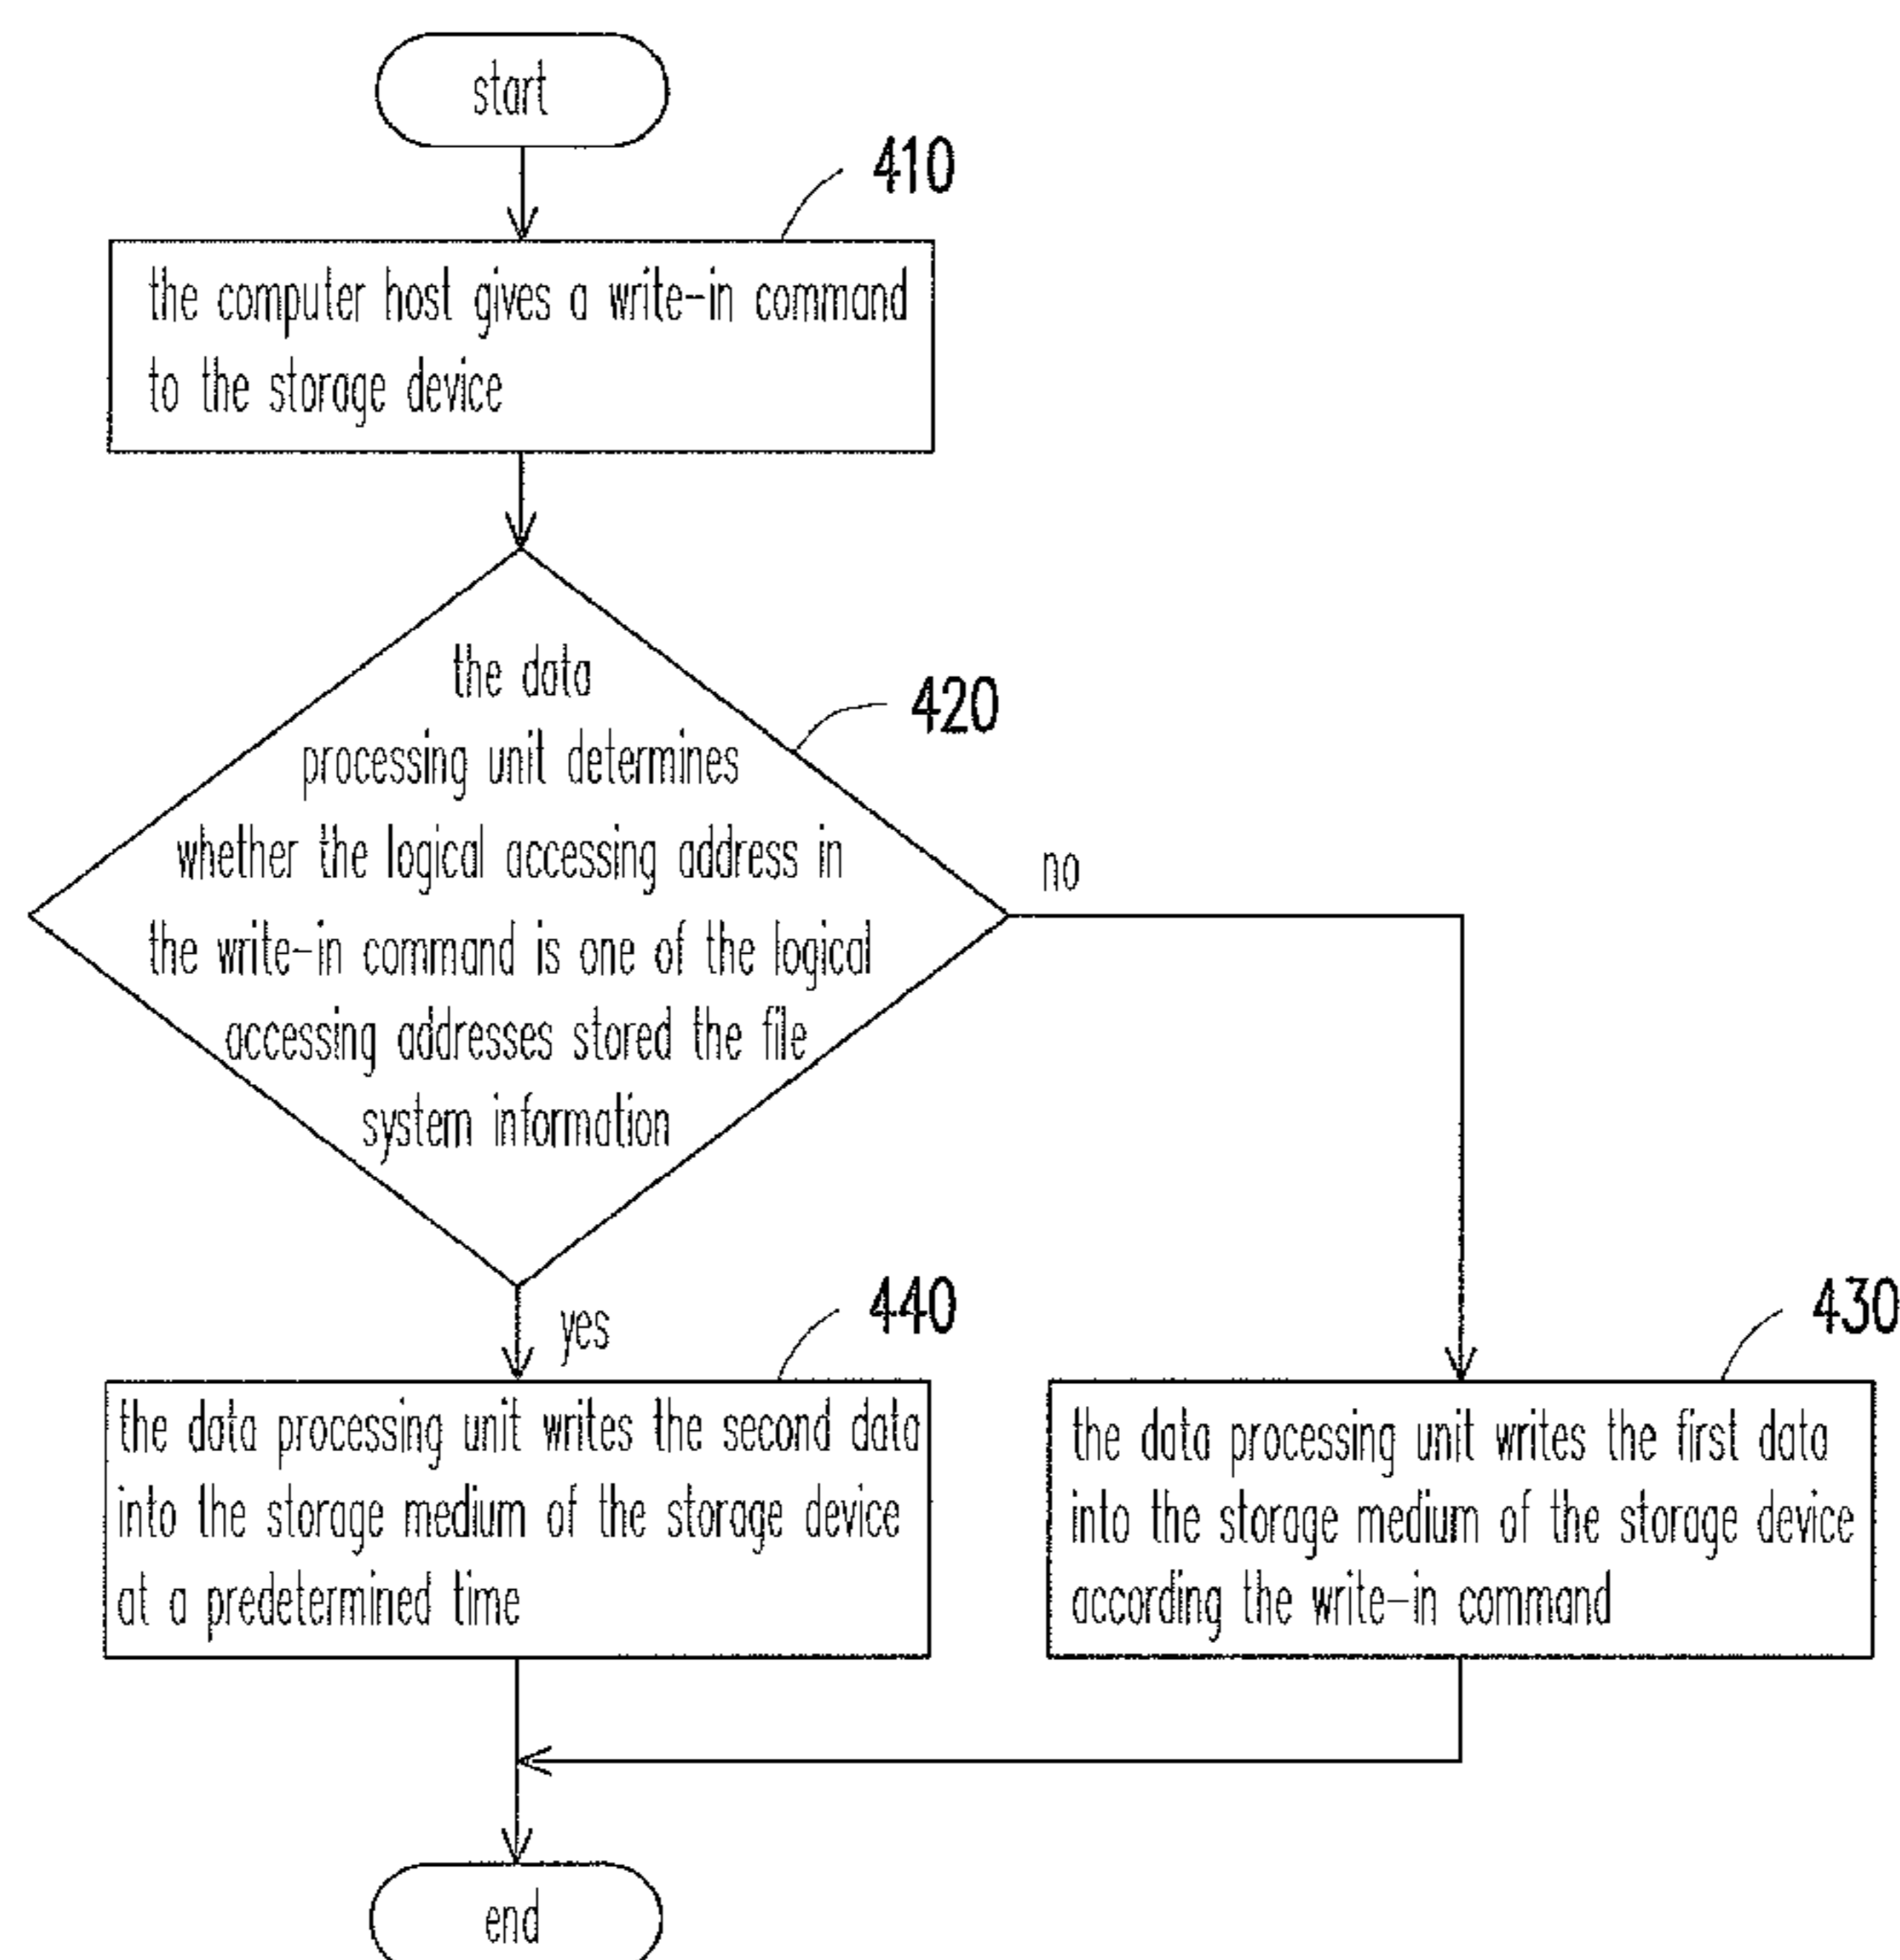 start
410
the computer host gives a write-in command
to the storage device
the data
420
processing unit determines
whether the logical accessing address in
no
the write-in command is one of the logical
accessing addresses stored the file
system information
yes
440
430
the data processing unit writes the second data
into the storage medium of the storage device
at a predetermined time
the data processing unit writes the first data
into the storage medium of the storage device
according the write-in command
end